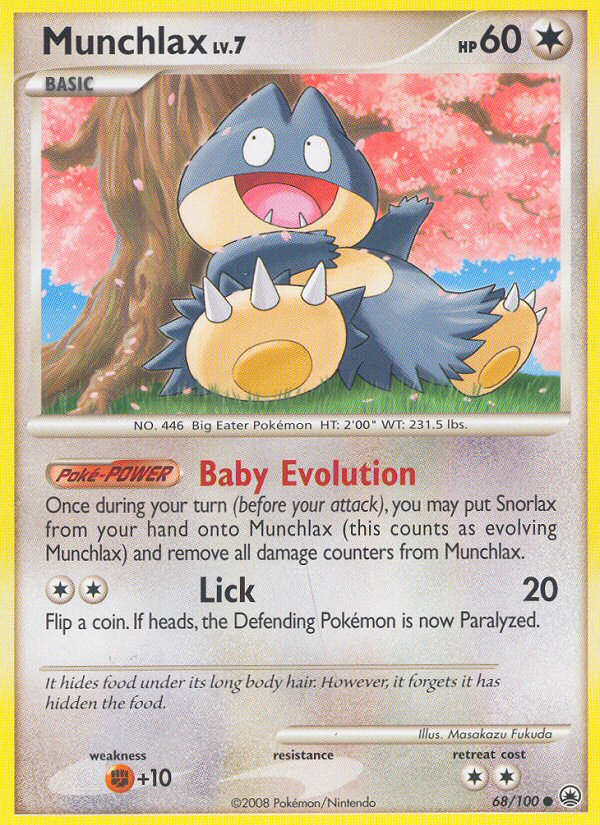 Munchlax LV.7 HP 60
BASIC
NO. 446 Big Eater Pokémon HT: 2'00" WT: 231.5 lbs.
Poké-POWER Baby Evolution
Once during your turn (before your attack), you may put Snorlax
from your hand onto Munchlax (this counts as evolving
Munchlax) and remove all damage counters from Munchlax.
Lick 20
Flip a coin. If heads, the Defending Pokémon is now Paralyzed.
It hides food under its long body hair. However, it forgets it has
hidden the food.
Illus. Masakazu Fukuda
weakness resistance retreat cost
+10
©2008 Pokémon/Nintendo 68/100